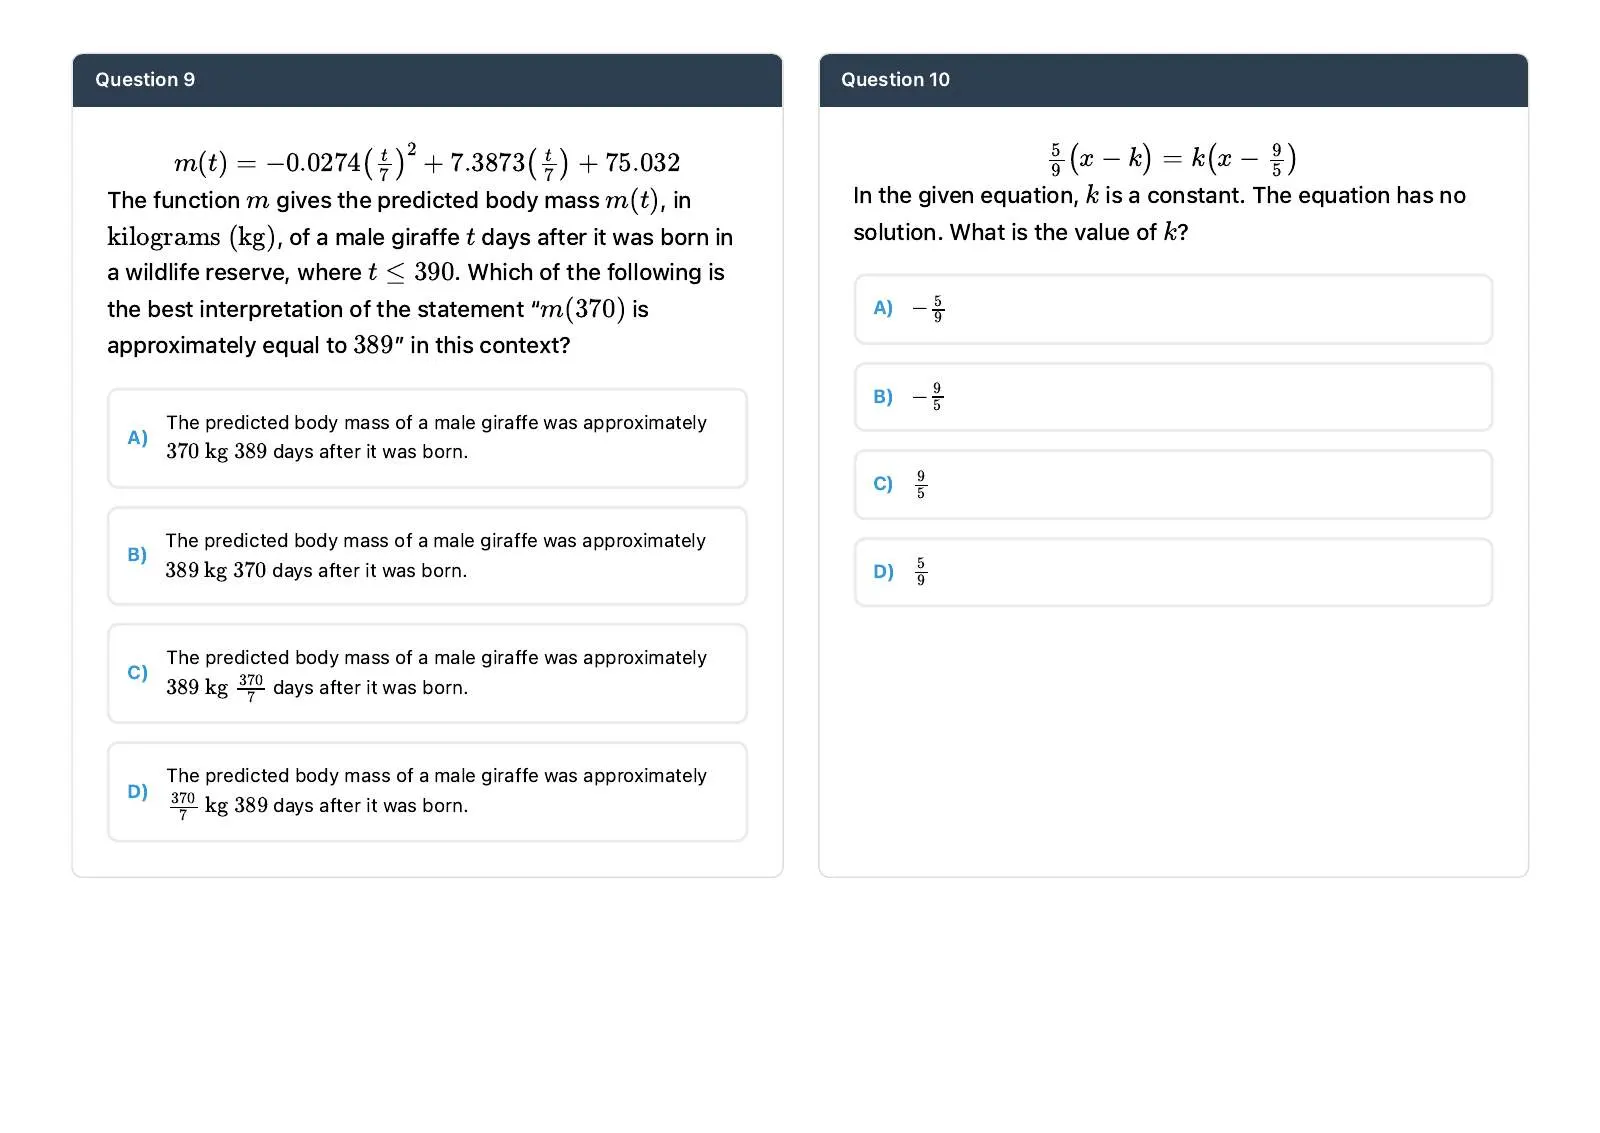 Question 9
m(t) = −0.0274(t/7)² + 7.3873(t/7) + 75.032
The function m gives the predicted body mass m(t), in
kilograms (kg), of a male giraffe t days after it was born in
a wildlife reserve, where t ≤ 390. Which of the following is
the best interpretation of the statement “m(370) is
approximately equal to 389” in this context?
A) The predicted body mass of a male giraffe was approximately
370 kg 389 days after it was born.
B) The predicted body mass of a male giraffe was approximately
389 kg 370 days after it was born.
C) The predicted body mass of a male giraffe was approximately
389 kg 370/7 days after it was born.
D) The predicted body mass of a male giraffe was approximately
370/7 kg 389 days after it was born.
Question 10
5/9(x − k) = k(x − 9/5)
In the given equation, k is a constant. The equation has no
solution. What is the value of k?
A) −5/9
B) −9/5
C) 9/5
D) 5/9